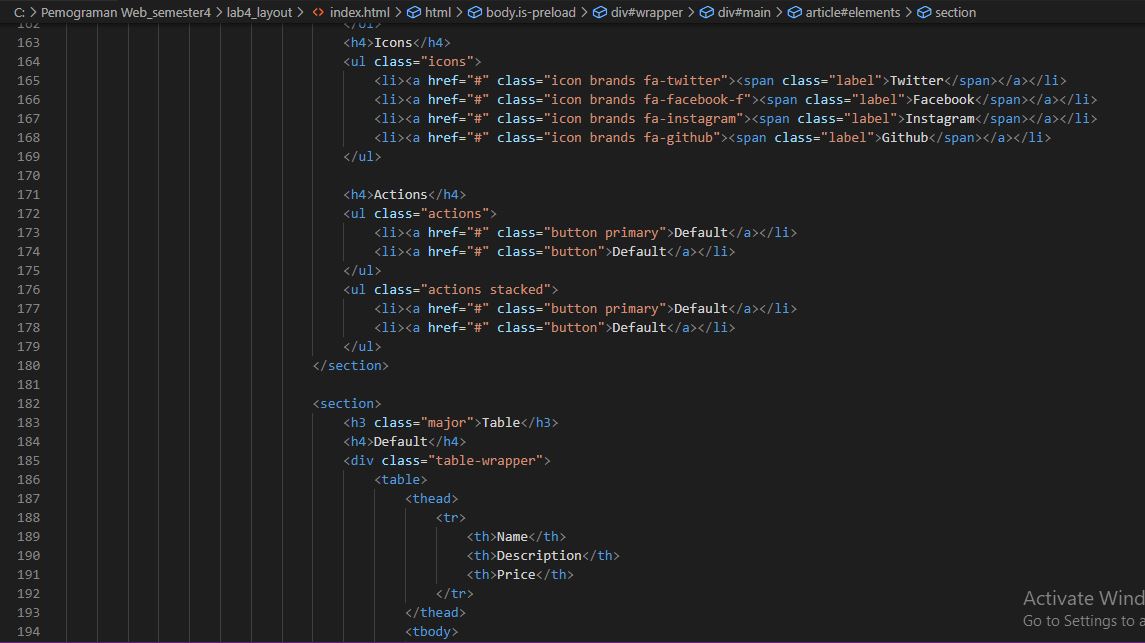 C: > Pemograman Web_semester4 > lab4_layout > index.html > html > body.is-preload > div#wrapper > div#main > article#elements > section
162 </ol>
163 <h4>Icons</h4>
164 <ul class="icons">
165 <li><a href="#" class="icon brands fa-twitter"><span class="label">Twitter</span></a></li>
166 <li><a href="#" class="icon brands fa-facebook-f"><span class="label">Facebook</span></a></li>
167 <li><a href="#" class="icon brands fa-instagram"><span class="label">Instagram</span></a></li>
168 <li><a href="#" class="icon brands fa-github"><span class="label">Github</span></a></li>
169 </ul>
170
171 <h4>Actions</h4>
172 <ul class="actions">
173 <li><a href="#" class="button primary">Default</a></li>
174 <li><a href="#" class="button">Default</a></li>
175 </ul>
176 <ul class="actions stacked">
177 <li><a href="#" class="button primary">Default</a></li>
178 <li><a href="#" class="button">Default</a></li>
179 </ul>
180 </section>
181
182 <section>
183 <h3 class="major">Table</h3>
184 <h4>Default</h4>
185 <div class="table-wrapper">
186 <table>
187 <thead>
188 <tr>
189 <th>Name</th>
190 <th>Description</th>
191 <th>Price</th>
192 </tr>
193 </thead>
194 <tbody>
Activate Wind
Go to Settings to a